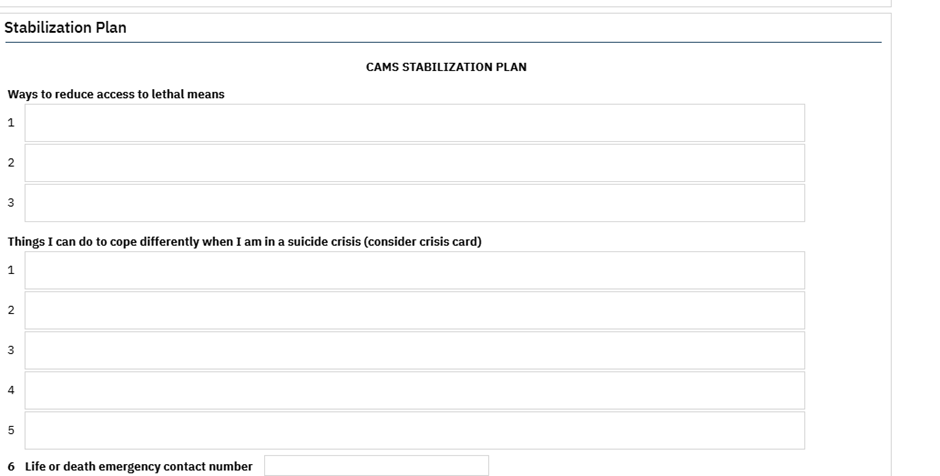 Stabilization Plan
CAMS STABILIZATION PLAN
Ways to reduce access to lethal means
1
2
3
Things I can do to cope differently when I am in a suicide crisis (consider crisis card)
1
2
3
4
5
6 Life or death emergency contact number